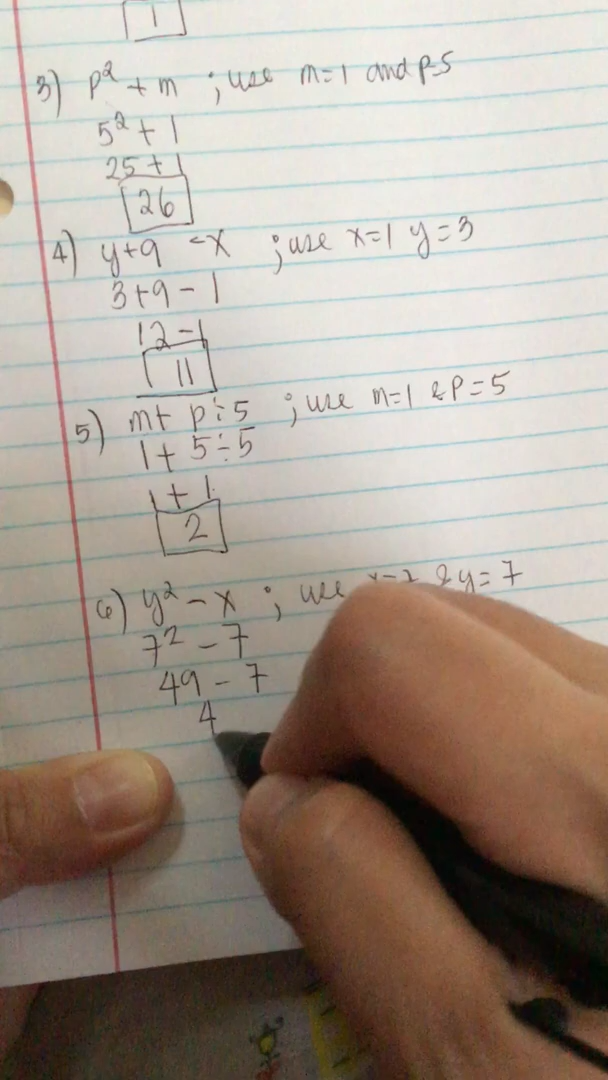 1
3) p² + m ; use m=1 and p=5
5² + 1
25 + 1
26
4) y+9 -x ; use x=1 y=3
3+9 - 1
12 - 1
11
5) m+ p÷5 ; use m=1 & p=5
1+ 5÷5
1 + 1
2
6) y² - x ; use & y= 7
7² - 7
49 - 7
4